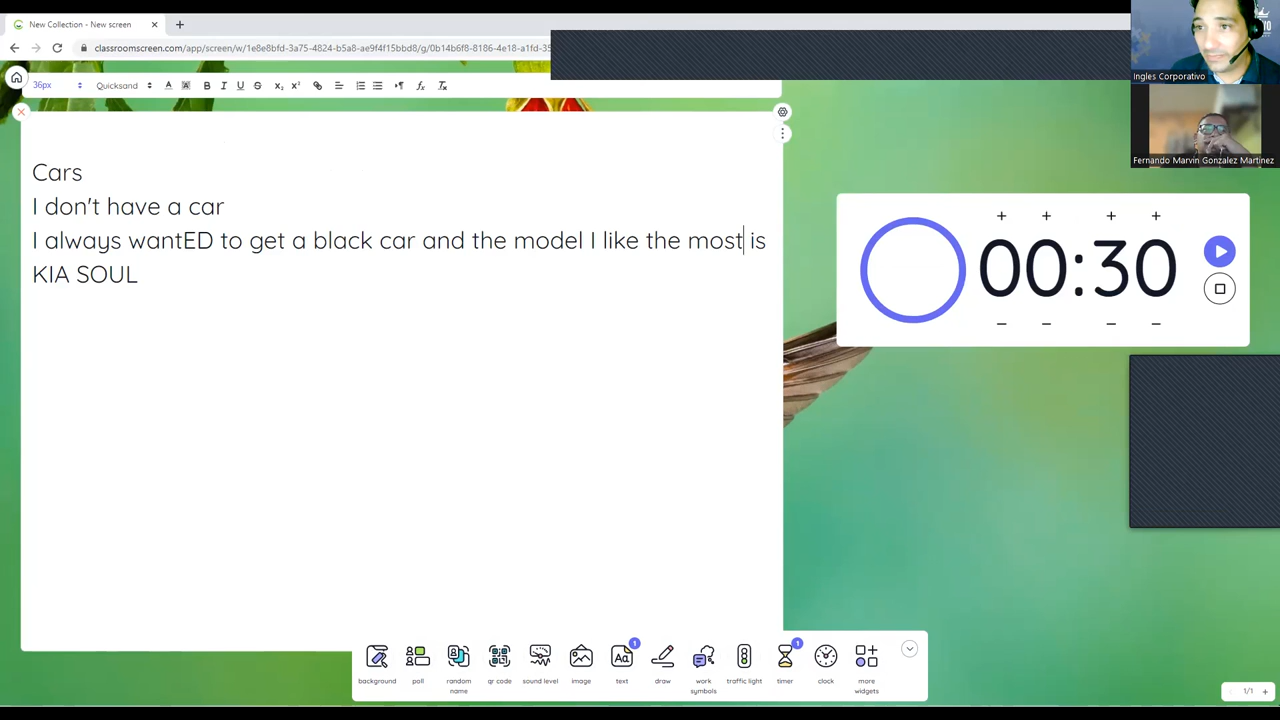 New Collection - New screen
classroomscreen.com/app/screen/w/1e8e8bfd-3a75-4824-b5a8-ae9f4f15bbd8/g/0b14b6f8-8186-4e18-a1fd-35
Ingles Corporativo
36px Quicksand
Fernando Marvin Gonzalez Martinez
Cars
I don't have a car
I always wantED to get a black car and the model I like the most is
KIA SOUL
00:30
background poll random name qr code sound level image text draw work symbols traffic light timer clock more widgets
1/1